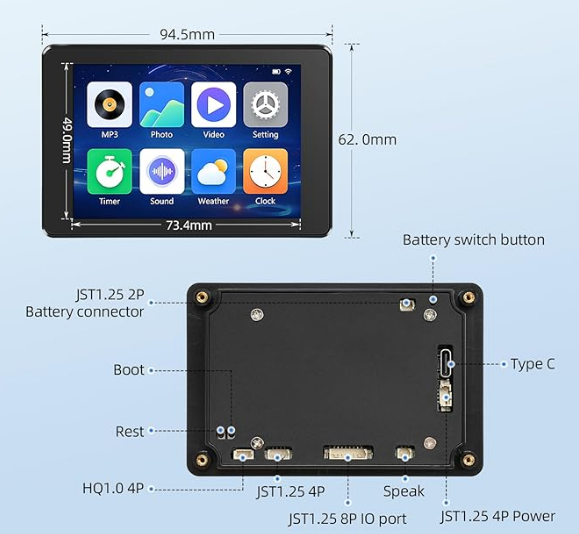 94.5mm
49.0mm
62. 0mm
MP3 Photo Video Setting
Timer Sound Weather Clock
73.4mm
Battery switch button
JST1.25 2P
Battery connector
Type C
Boot
Rest
HQ1.0 4P
JST1.25 4P
Speak
JST1.25 8P IO port
JST1.25 4P Power